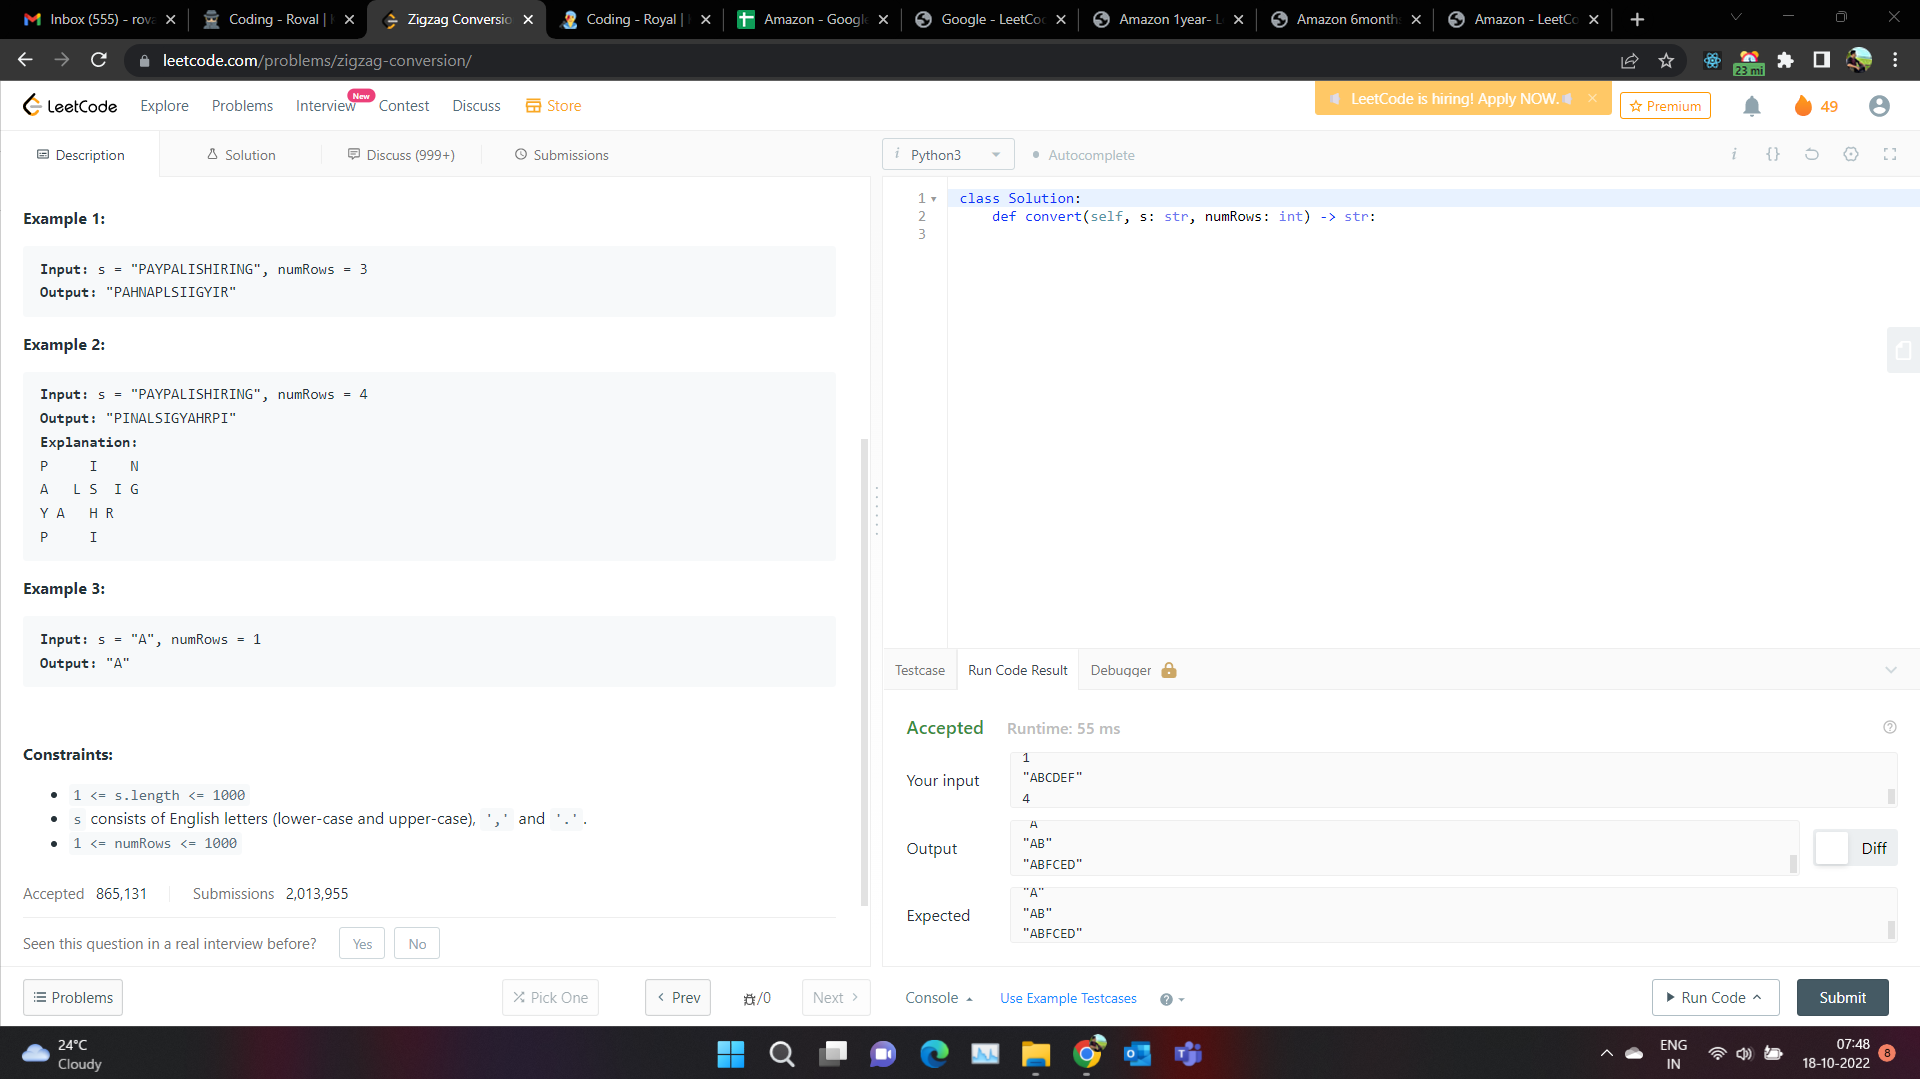 Inbox (555) - rova
Coding - Roval |
Zigzag Conversio
Coding - Royal |
Amazon - Google
Google - LeetCo
Amazon 1year- L
Amazon 6month
Amazon - LeetCo
leetcode.com/problems/zigzag-conversion/
23 mi
LeetCode
Explore
Problems
Interview
New
Contest
Discuss
Store
LeetCode is hiring! Apply NOW.
Premium
49
Description
Solution
Discuss (999+)
Submissions
i Python3
Autocomplete
i {}
Example 1:
Input: s = "PAYPALISHIRING", numRows = 3
Output: "PAHNAPLSIIGYIR"
Example 2:
Input: s = "PAYPALISHIRING", numRows = 4
Output: "PINALSIGYAHRPI"
Explanation:
P     I    N
A   L S  I G
Y A   H R
P     I
Example 3:
Input: s = "A", numRows = 1
Output: "A"
Constraints:
1 <= s.length <= 1000
s consists of English letters (lower-case and upper-case), ',' and '.'.
1 <= numRows <= 1000
Accepted 865,131
Submissions 2,013,955
Seen this question in a real interview before?
Yes
No
Problems
Pick One
Prev
/0
Next
1 class Solution:
2     def convert(self, s: str, numRows: int) -> str:
3
Testcase
Run Code Result
Debugger
Accepted
Runtime: 55 ms
Your input
1
"ABCDEF"
4
Output
"A"
"AB"
"ABFCED"
Diff
Expected
"A"
"AB"
"ABFCED"
Console
Use Example Testcases
Run Code
Submit
24°C
Cloudy
ENG
IN
07:48
18-10-2022
8